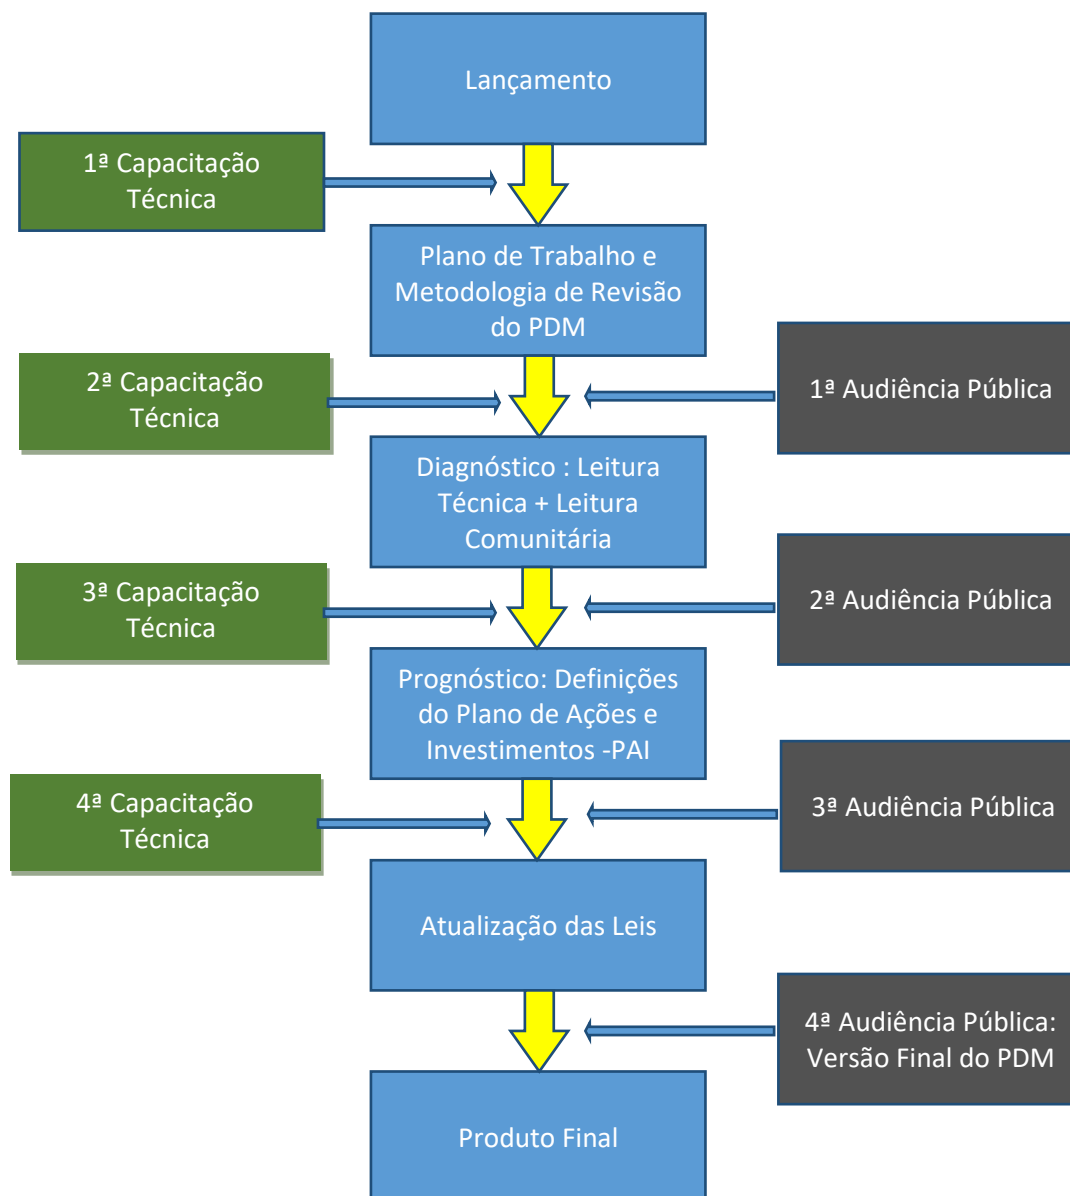 Lançamento
1ª Capacitação
Técnica
Plano de Trabalho e
Metodologia de Revisão
do PDM
2ª Capacitação
Técnica
1ª Audiência Pública
Diagnóstico : Leitura
Técnica + Leitura
Comunitária
3ª Capacitação
Técnica
2ª Audiência Pública
Prognóstico: Definições
do Plano de Ações e
Investimentos -PAI
4ª Capacitação
Técnica
3ª Audiência Pública
Atualização das Leis
4ª Audiência Pública:
Versão Final do PDM
Produto Final